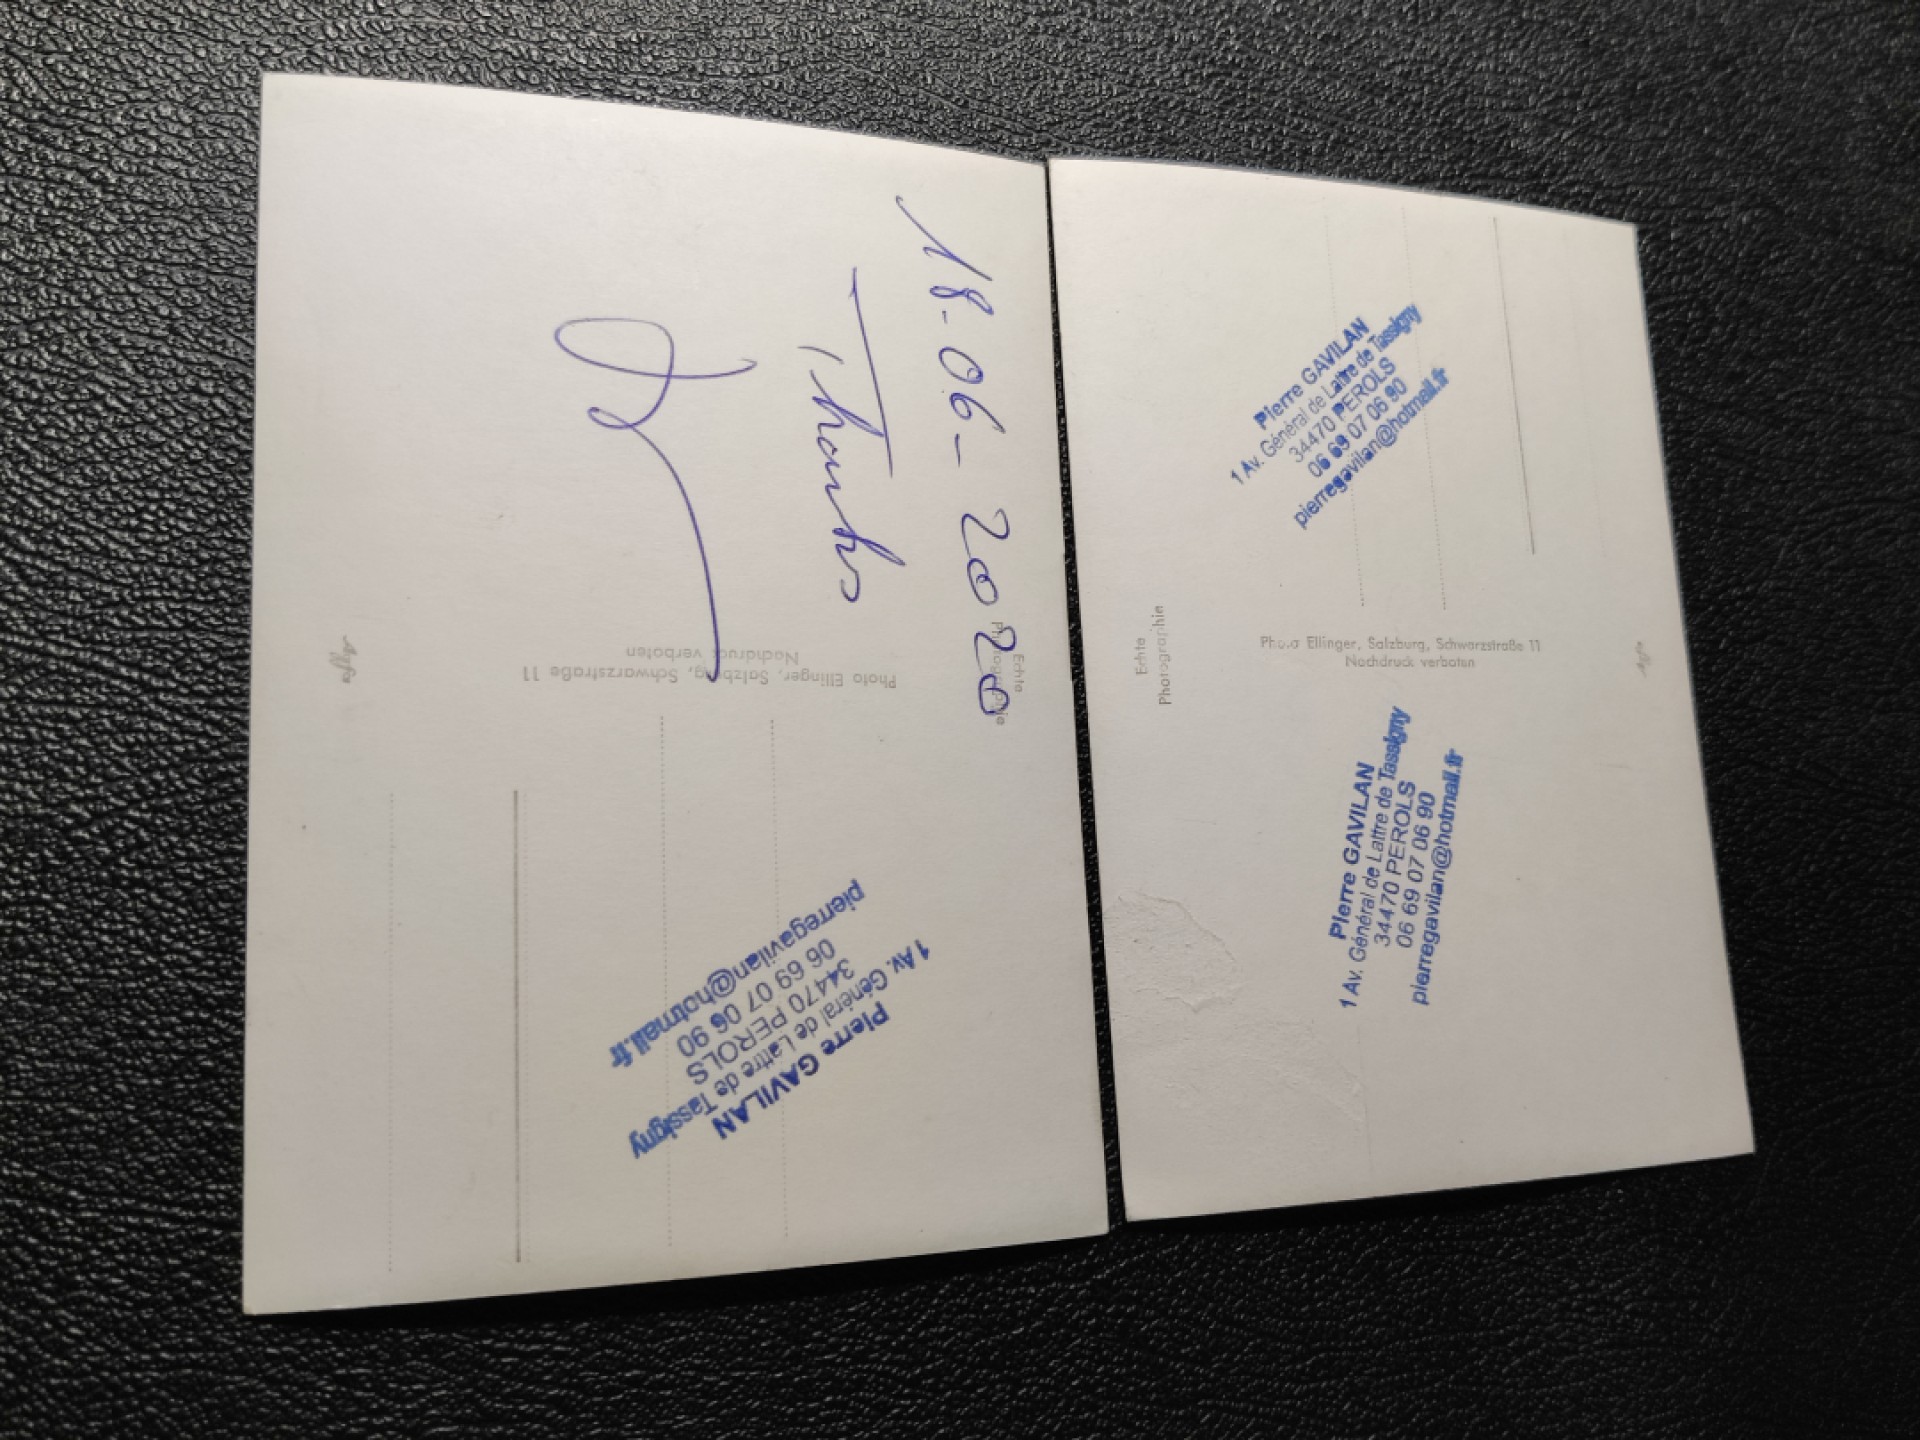 18-06-2020
Thanks
Echte
Photographie
Photo Ellinger, Salzburg, Schwarzstraße 11
Nachdruck verboten
Agfa
Pierre GAVILAN
1 Av. Général de Lattre de Tassigny
34470 PEROLS
06 69 07 06 90
pierregavilan@hotmail.fr
Pierre GAVILAN
1 Av. Général de Lattre de Tassigny
34470 PEROLS
06 69 07 06 90
pierregavilan@hotmail.fr
Echte
Photographie
Photo Ellinger, Salzburg, Schwarzstraße 11
Nachdruck verboten
Pierre GAVILAN
1 Av. Général de Lattre de Tassigny
34470 PEROLS
06 69 07 06 90
pierregavilan@hotmail.fr